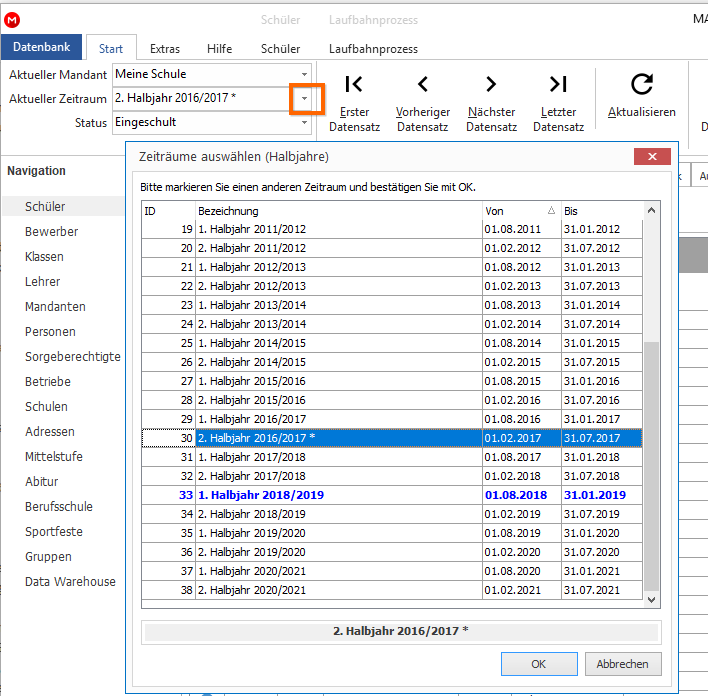 M Schüler Laufbahnprozess MA
Datenbank Start Extras Hilfe Schüler Laufbahnprozess
Aktueller Mandant Meine Schule
Aktueller Zeitraum 2. Halbjahr 2016/2017 *
Status Eingeschult
Erster Datensatz
Vorheriger Datensatz
Nächster Datensatz
Letzter Datensatz
Aktualisieren
Navigation
Schüler
Bewerber
Klassen
Lehrer
Mandanten
Personen
Sorgeberechtigte
Betriebe
Schulen
Adressen
Mittelstufe
Abitur
Berufsschule
Sportfeste
Gruppen
Data Warehouse
Zeiträume auswählen (Halbjahre)
Bitte markieren Sie einen anderen Zeitraum und bestätigen Sie mit OK.
ID Bezeichnung Von Bis
19 1. Halbjahr 2011/2012 01.08.2011 31.01.2012
20 2. Halbjahr 2011/2012 01.02.2012 31.07.2012
21 1. Halbjahr 2012/2013 01.08.2012 31.01.2013
22 2. Halbjahr 2012/2013 01.02.2013 31.07.2013
23 1. Halbjahr 2013/2014 01.08.2013 31.01.2014
24 2. Halbjahr 2013/2014 01.02.2014 31.07.2014
25 1. Halbjahr 2014/2015 01.08.2014 31.01.2015
26 2. Halbjahr 2014/2015 01.02.2015 31.07.2015
27 1. Halbjahr 2015/2016 01.08.2015 31.01.2016
28 2. Halbjahr 2015/2016 01.02.2016 31.07.2016
29 1. Halbjahr 2016/2017 01.08.2016 31.01.2017
30 2. Halbjahr 2016/2017 * 01.02.2017 31.07.2017
31 1. Halbjahr 2017/2018 01.08.2017 31.01.2018
32 2. Halbjahr 2017/2018 01.02.2018 31.07.2018
33 1. Halbjahr 2018/2019 01.08.2018 31.01.2019
34 2. Halbjahr 2018/2019 01.02.2019 31.07.2019
35 1. Halbjahr 2019/2020 01.08.2019 31.01.2020
36 2. Halbjahr 2019/2020 01.02.2020 31.07.2020
37 1. Halbjahr 2020/2021 01.08.2020 31.01.2021
38 2. Halbjahr 2020/2021 01.02.2021 31.07.2021
2. Halbjahr 2016/2017 *
OK Abbrechen